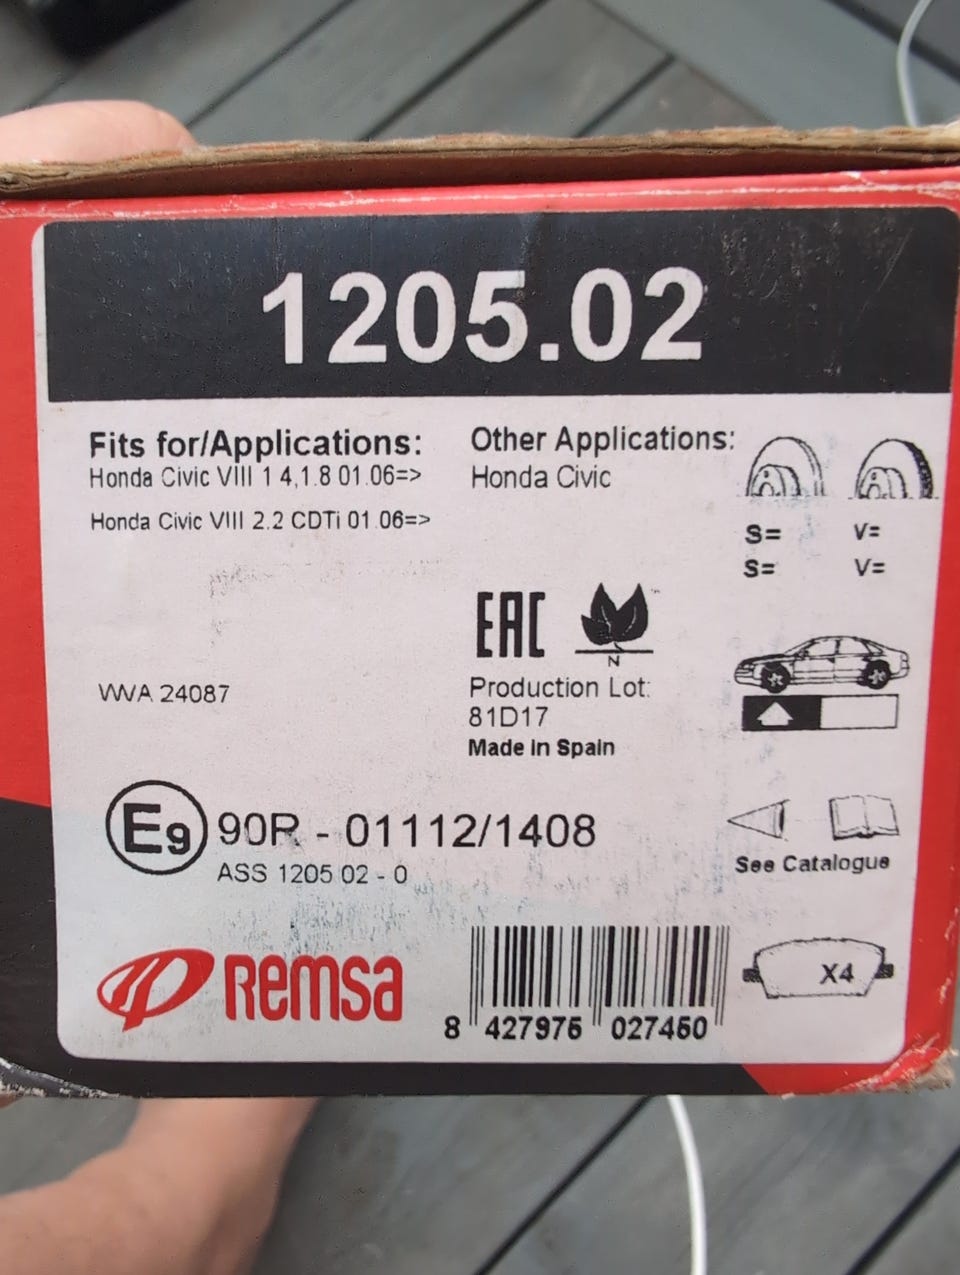 1205.02
Fits for/Applications:
Honda Civic VIII 1 4,1.8 01.06=>
Honda Civic VIII 2.2 CDTi 01.06=>
Other Applications:
Honda Civic
S= V=
S= V=
EAC
N
Production Lot:
81D17
Made in Spain
WVA 24087
E9 90R - 01112/1408
ASS 1205 02 - 0
See Catalogue
Remsa
X4
8 427975 027460